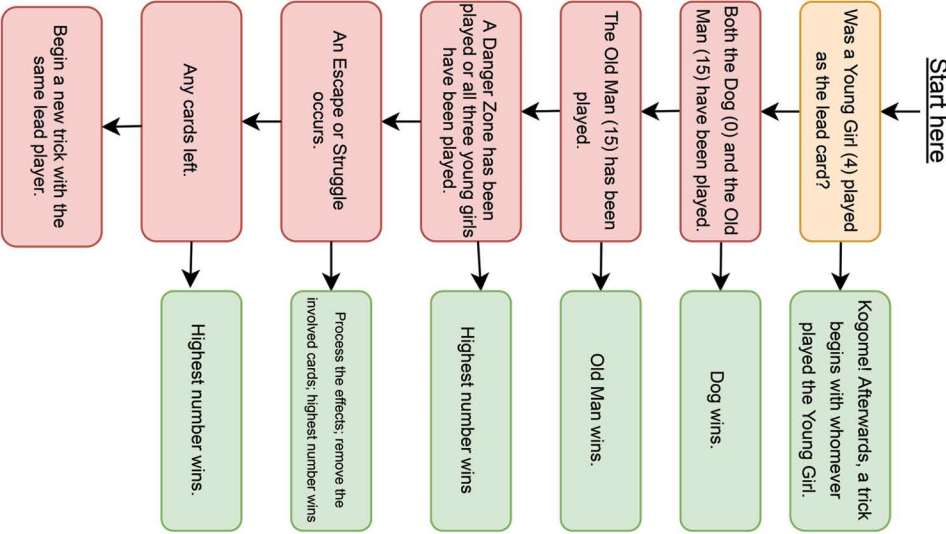 Start here
Was a Young Girl (4) played
as the lead card?
Kogome! Afterwards, a trick
begins with whomever
played the Young Girl.
Both the Dog (0) and the Old
Man (15) have been played.
Dog wins.
The Old Man (15) has been
played.
Old Man wins.
A Danger Zone has been
played or all three young girls
have been played.
Highest number wins
An Escape or Struggle
occurs.
Process the effects; remove the
involved cards; highest number wins
Any cards left.
Highest number wins.
Begin a new trick with the
same lead player.